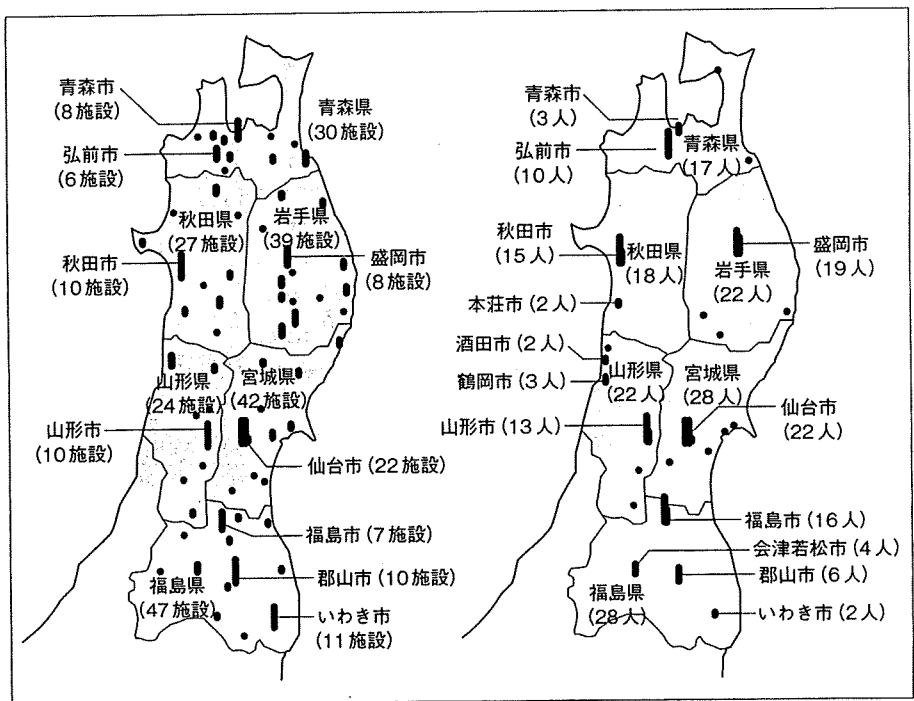 青森市
(8施設)
青森県
(30施設)
弘前市
(6施設)
秋田県
(27施設)
岩手県
(39施設)
秋田市
(10施設)
盛岡市
(8施設)
山形県
(24施設)
宮城県
(42施設)
山形市
(10施設)
仙台市(22施設)
福島市(7施設)
郡山市(10施設)
福島県
(47施設)
いわき市
(11施設)
青森市
(3人)
弘前市
(10人)
青森県
(17人)
秋田市
(15人)
秋田県
(18人)
盛岡市
(19人)
岩手県
(22人)
本荘市(2人)
酒田市(2人)
鶴岡市(3人)
山形県
(22人)
宮城県
(28人)
山形市(13人)
仙台市
(22人)
福島市(16人)
会津若松市(4人)
郡山市(6人)
福島県
(28人)
いわき市(2人)